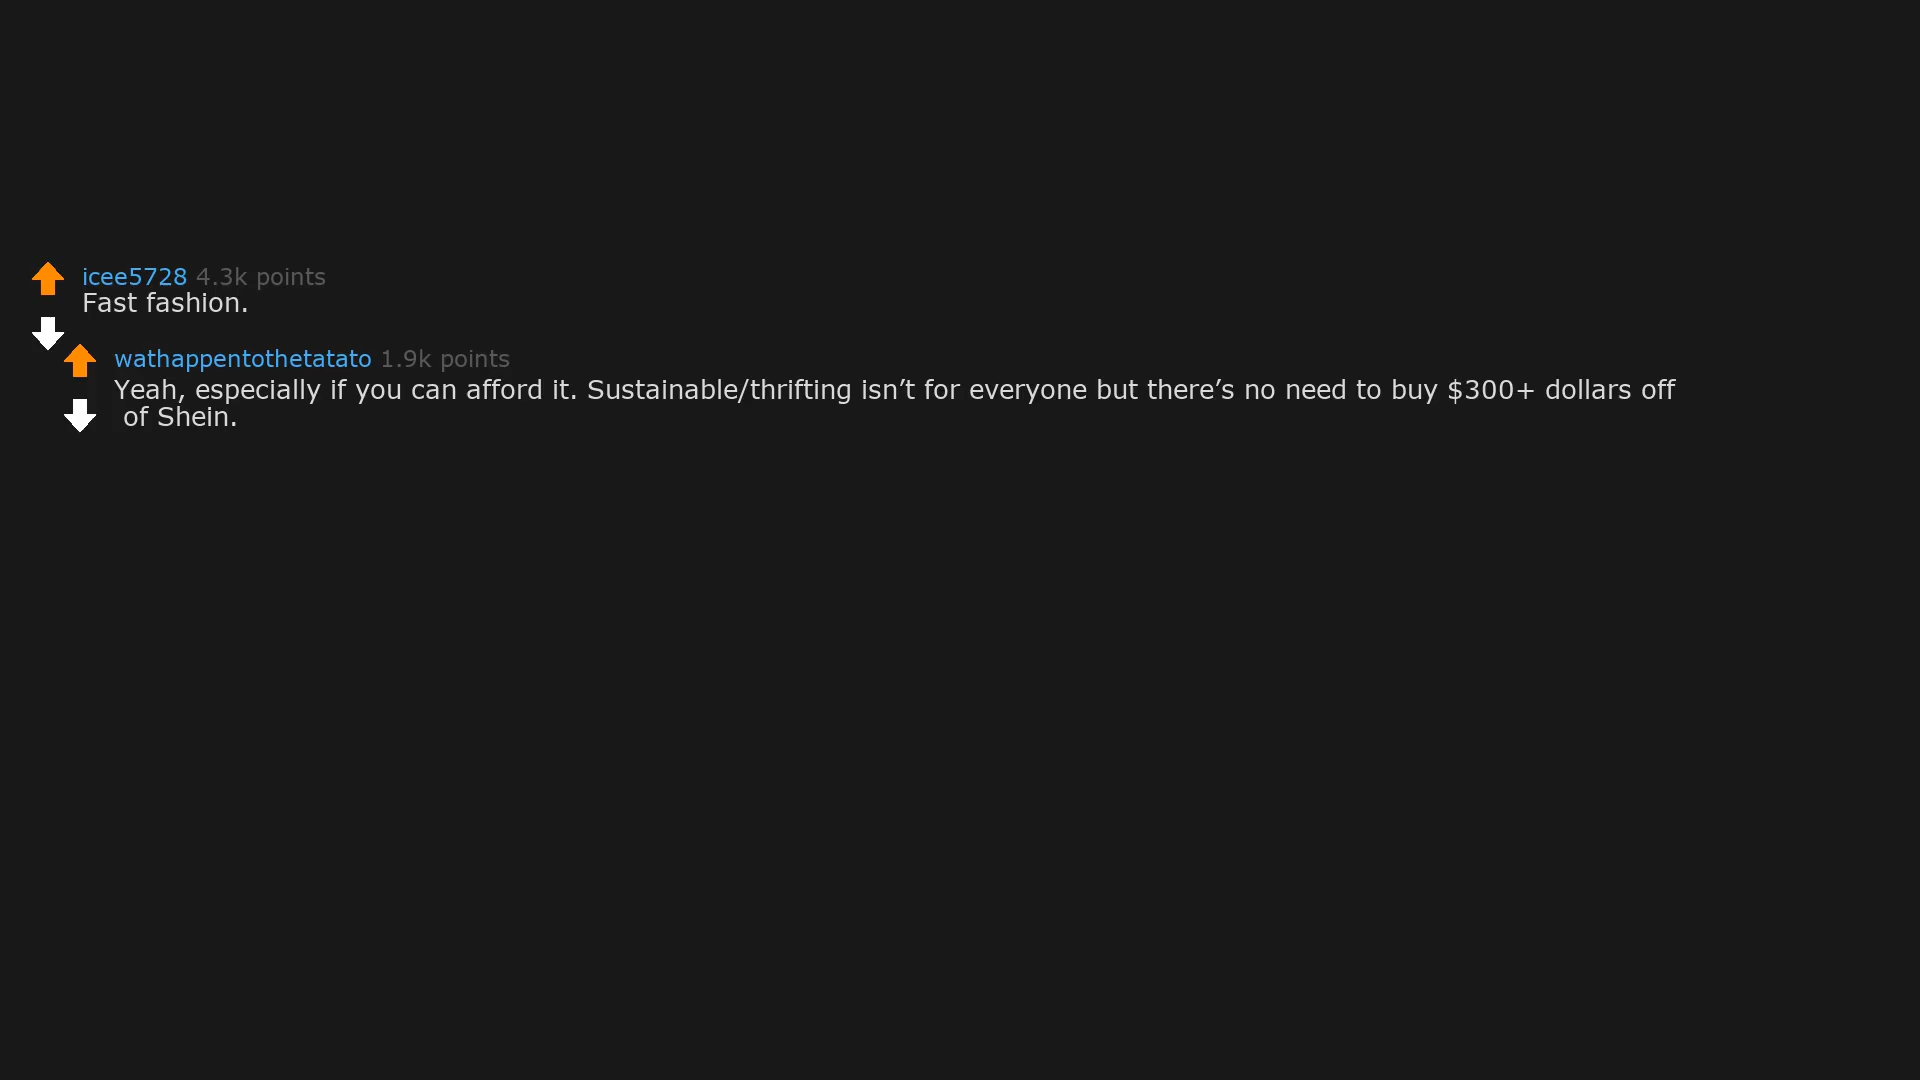 icee5728 4.3k points
Fast fashion.
wathappentothetatato 1.9k points
Yeah, especially if you can afford it. Sustainable/thrifting isn’t for everyone but there’s no need to buy $300+ dollars off
of Shein.